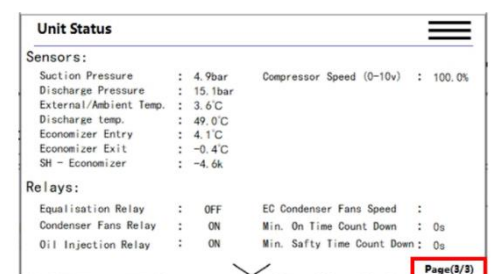 Unit Status
Sensors:
Suction Pressure : 4.9bar Compressor Speed (0-10v) : 100.0%
Discharge Pressure : 15.1bar
External/Ambient Temp. : 3.6℃
Discharge temp. : 49.0℃
Economizer Entry : 4.1℃
Economizer Exit : -0.4℃
SH - Economizer : -4.6k
Relays:
Equalisation Relay : OFF EC Condenser Fans Speed :
Condenser Fans Relay : ON Min. On Time Count Down : 0s
Oil Injection Relay : ON Min. Safty Time Count Down : 0s
Page(3/3)